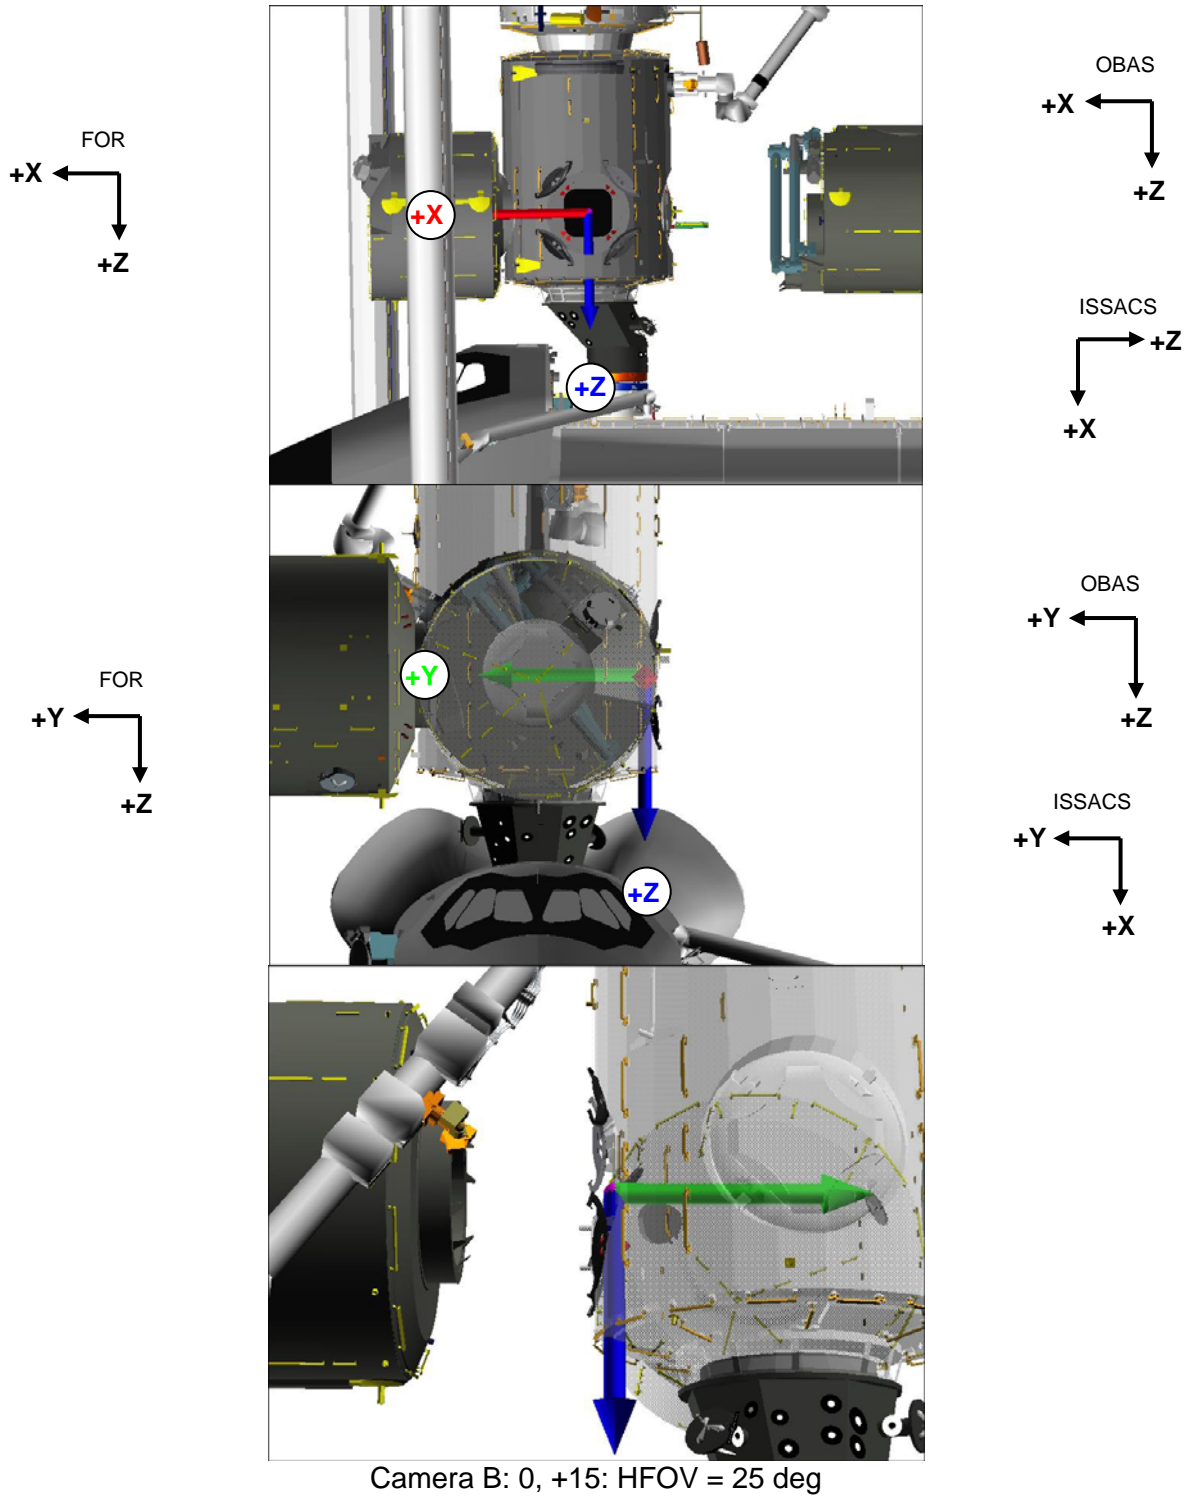 OBAS
+X
+Z
FOR
+X
+Z
+X
+Z
ISSACS
+Z
+X
OBAS
+Y
+Z
FOR
+Y
+Z
+Y
+Z
ISSACS
+Y
+X
Camera B: 0, +15: HFOV = 25 deg